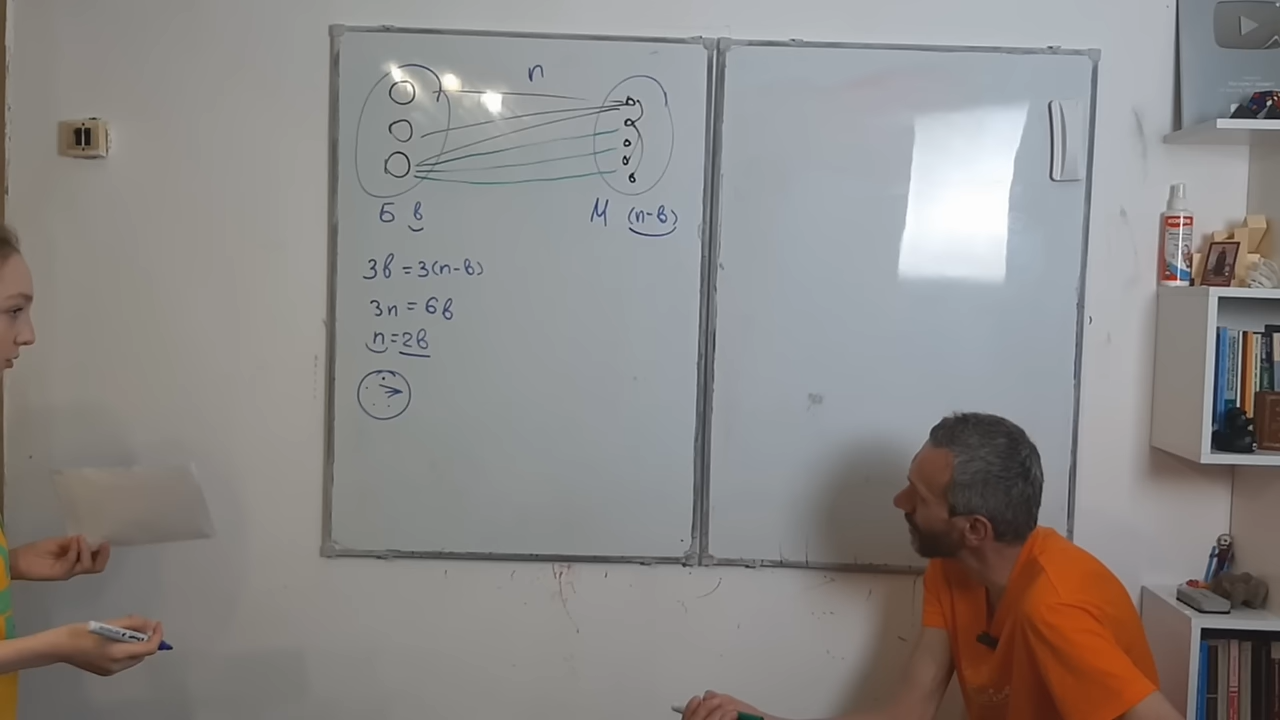 n
Б в
М (n-в)
3в=3(n-в)
3n=6в
n=2в